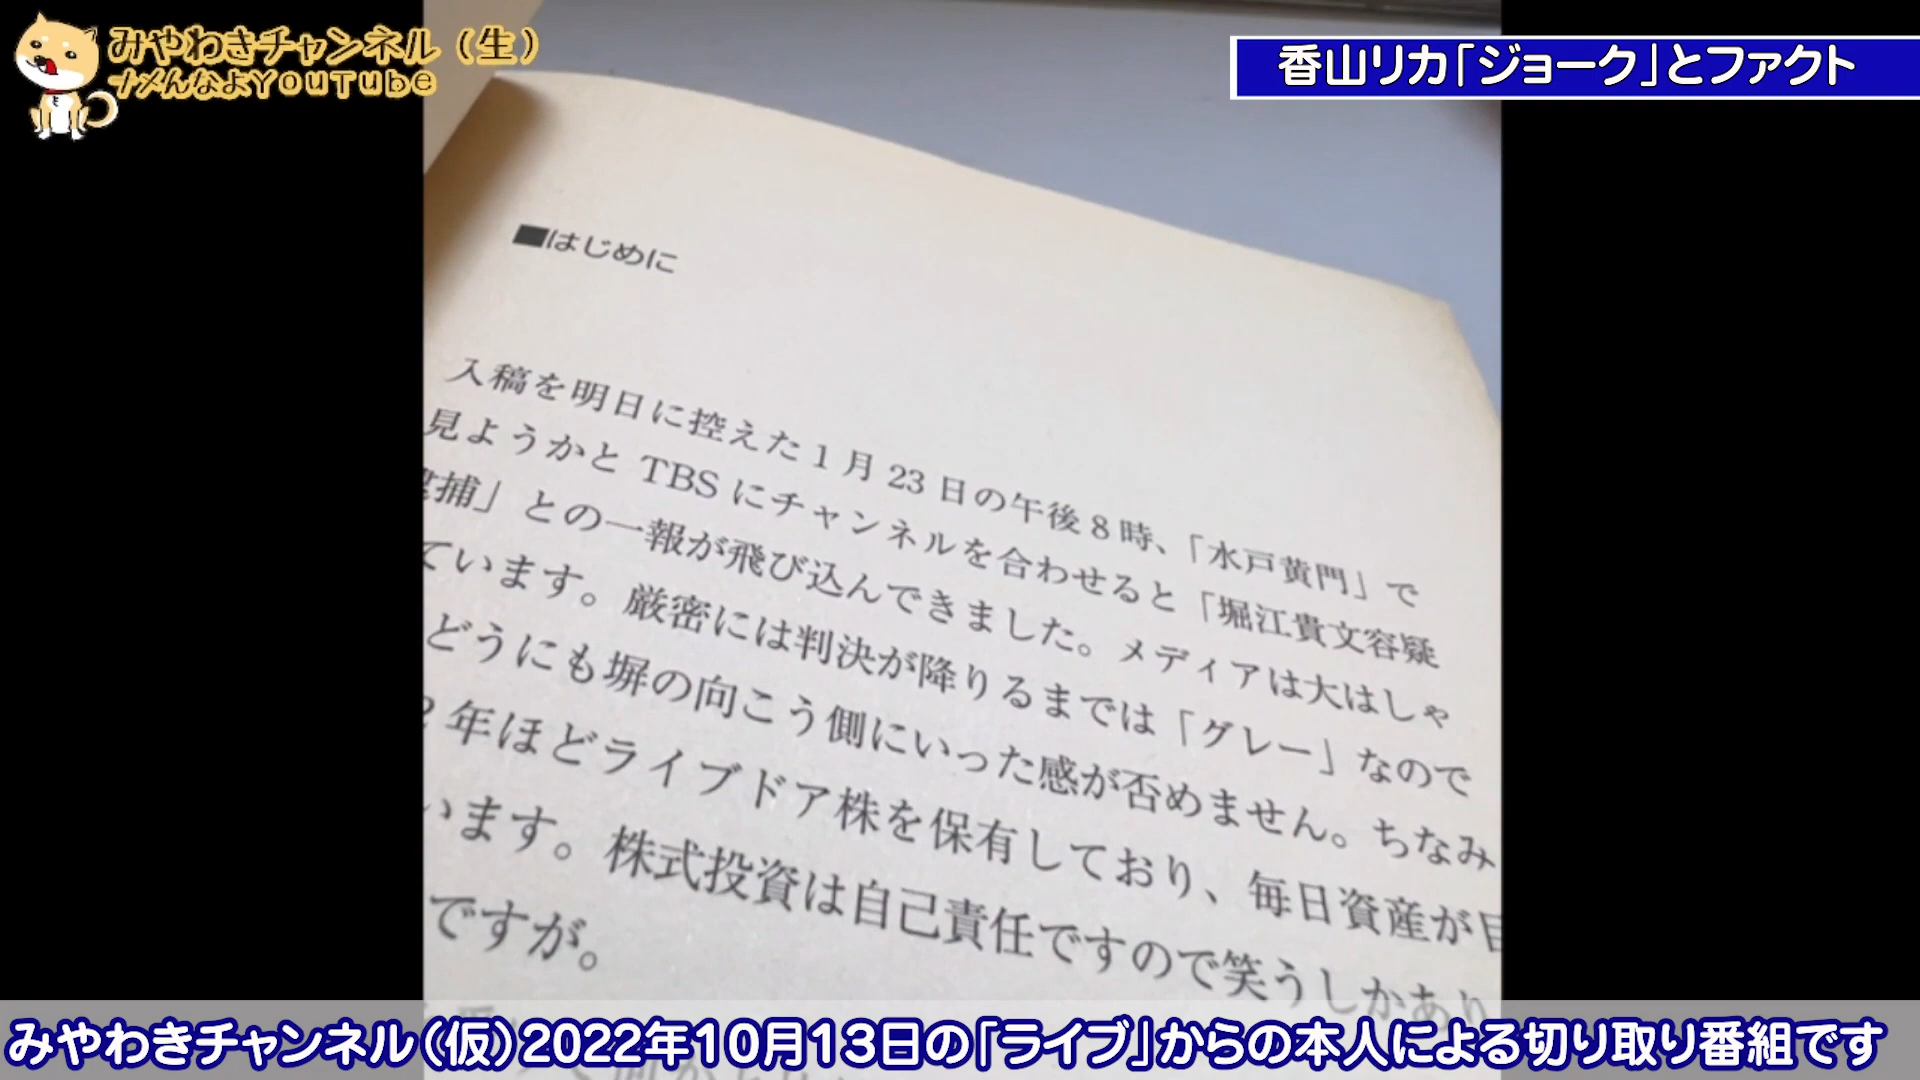 みやわきチャンネル（生）
ナメんなよYouTube
香山リカ「ジョーク」とファクト
■はじめに
入稿を明日に控えた1月23日の午後8時、「水戸黄門」で
見ようかとTBSにチャンネルを合わせると「堀江貴文容疑
逮捕」との一報が飛び込んできました。メディアは大はしゃ
ています。厳密には判決が降りるまでは「グレー」なので
どうにも塀の向こう側にいった感が否めません。ちなみ
年ほどライブドア株を保有しており、毎日資産が目
います。株式投資は自己責任ですので笑うしかあり
ですが。
みやわきチャンネル（仮）2022年10月13日の「ライブ」からの本人による切り取り番組です